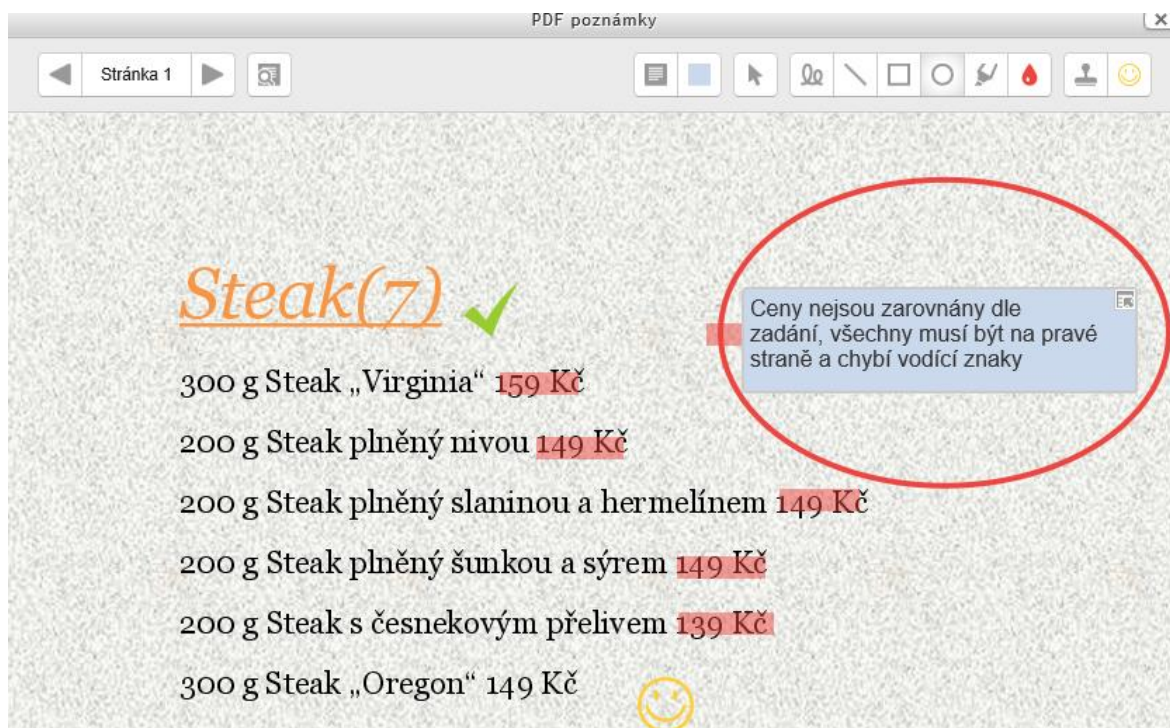 PDF poznámky
Stránka 1
Steak(7)
Ceny nejsou zarovnány dle
zadání, všechny musí být na pravé
straně a chybí vodící znaky
300 g Steak „Virginia“ 159 Kč
200 g Steak plněný nivou 149 Kč
200 g Steak plněný slaninou a hermelínem 149 Kč
200 g Steak plněný šunkou a sýrem 149 Kč
200 g Steak s česnekovým přelivem 139 Kč
300 g Steak „Oregon“ 149 Kč